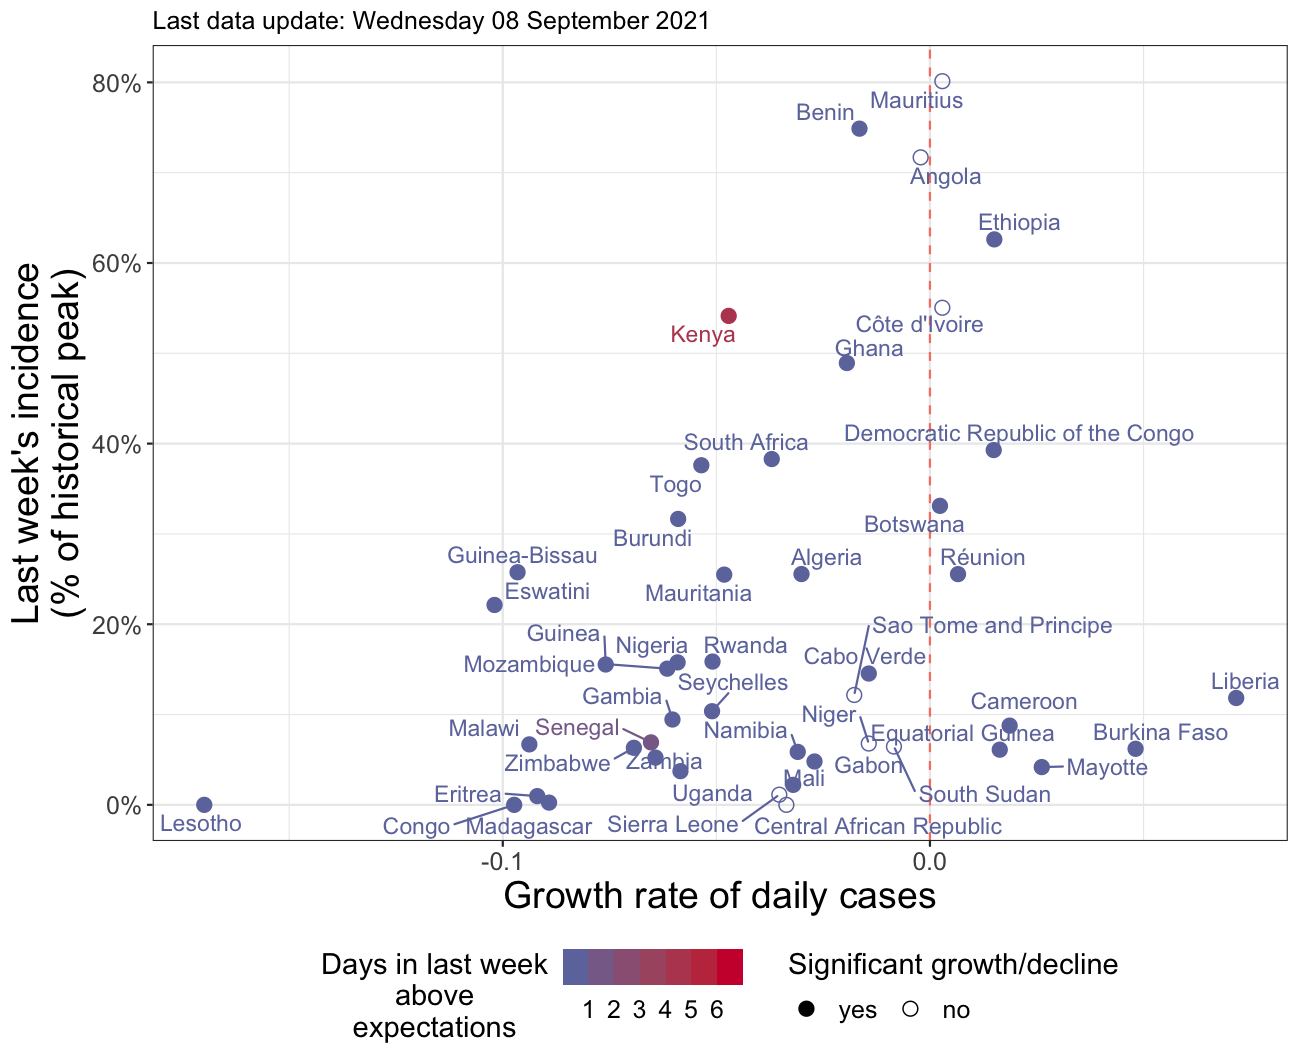 Last data update: Wednesday 08 September 2021
80%
Mauritius
Benin
Angola
Ethiopia
60%
Kenya
Côte d'Ivoire
Ghana
Democratic Republic of the Congo
40%
South Africa
Togo
Botswana
Burundi
Guinea-Bissau
Algeria
Réunion
Eswatini
Mauritania
20%
Sao Tome and Principe
Guinea
Nigeria
Rwanda
Cabo Verde
Mozambique
Seychelles
Liberia
Gambia
Cameroon
Niger
Malawi
Senegal
Namibia
Equatorial Guinea
Burkina Faso
Zimbabwe
Zambia
Gabon
Mayotte
Mali
Eritrea
Uganda
South Sudan
0%
Lesotho
Congo
Madagascar
Sierra Leone
Central African Republic
Last week's incidence
(% of historical peak)
-0.1
0.0
Growth rate of daily cases
Days in last week
above
expectations
1 2 3 4 5 6
Significant growth/decline
yes
no